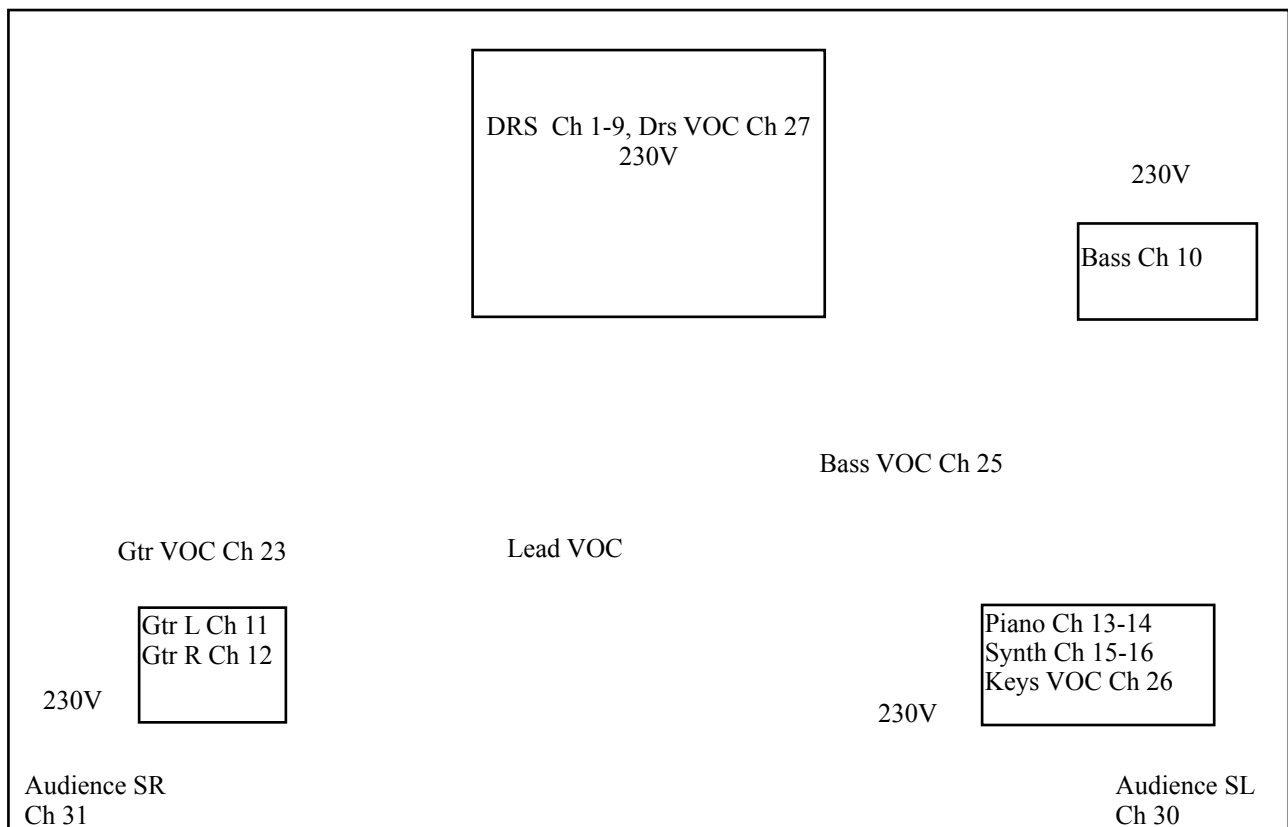 DRS  Ch 1-9, Drs VOC Ch 27
230V
230V
Bass Ch 10
Bass VOC Ch 25
Gtr VOC Ch 23
Lead VOC
Gtr L Ch 11
Gtr R Ch 12
230V
Piano Ch 13-14
Synth Ch 15-16
Keys VOC Ch 26
230V
Audience SR
Ch 31
Audience SL
Ch 30